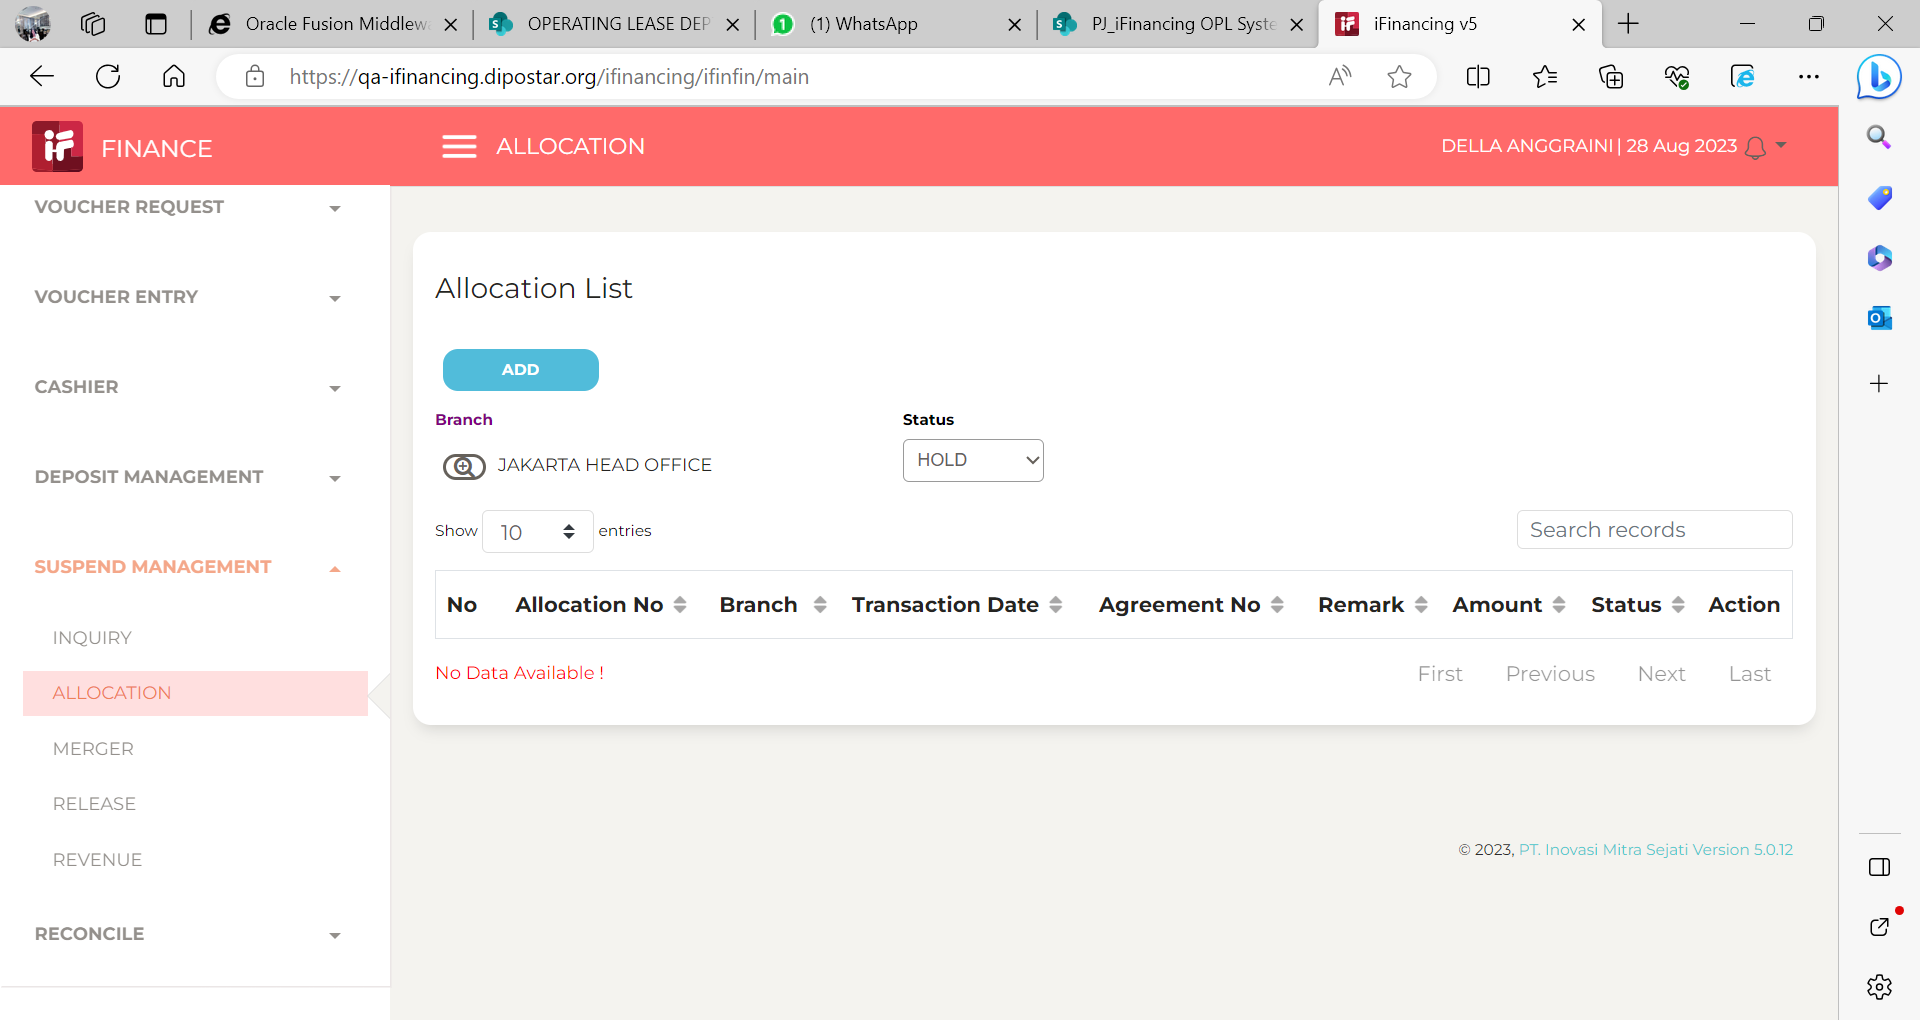 Oracle Fusion Middlew
OPERATING LEASE DEP
(1) WhatsApp
PJ_iFinancing OPL Syste
iFinancing v5
https://qa-ifinancing.dipostar.org/ifinancing/ifinfin/main
iF FINANCE
ALLOCATION
DELLA ANGGRAINI | 28 Aug 2023
VOUCHER REQUEST
VOUCHER ENTRY
CASHIER
DEPOSIT MANAGEMENT
SUSPEND MANAGEMENT
INQUIRY
ALLOCATION
MERGER
RELEASE
REVENUE
RECONCILE
Allocation List
ADD
Branch
Status
JAKARTA HEAD OFFICE
HOLD
Show 10 entries
Search records
No Allocation No Branch Transaction Date Agreement No Remark Amount Status Action
No Data Available !
First Previous Next Last
© 2023, PT. Inovasi Mitra Sejati Version 5.0.12